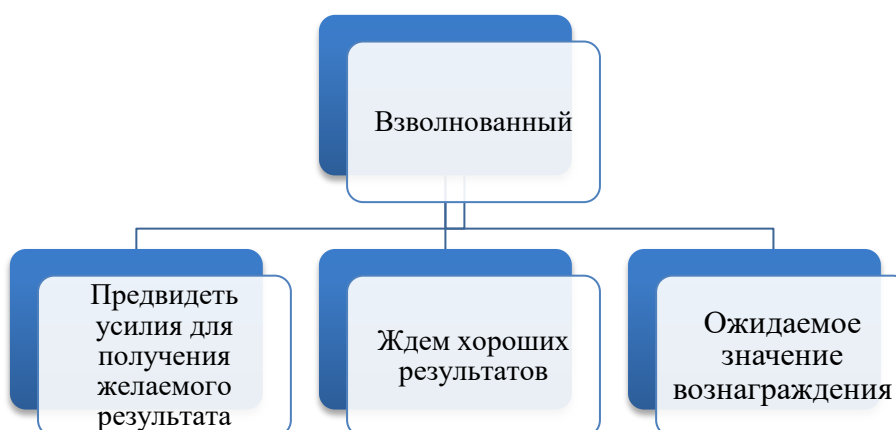 Взволнованный
Предвидеть
усилия для
получения
желаемого
результата
Ждем хороших
результатов
Ожидаемое
значение
вознаграждения